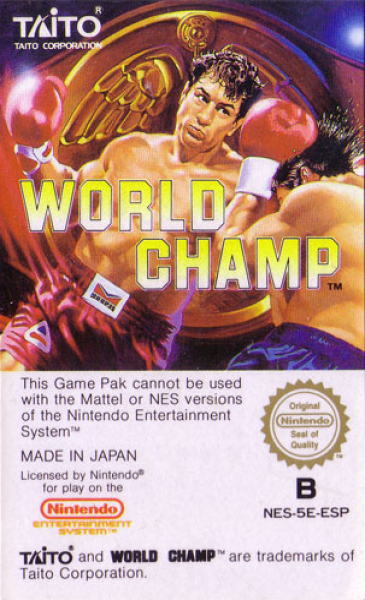 TAITO®
TAITO CORPORATION
WORLD
CHAMP™
This Game Pak cannot be used
with the Mattel or NES versions
of the Nintendo Entertainment
System™
MADE IN JAPAN
Licensed by Nintendo®
for play on the
Nintendo
ENTERTAINMENT
SYSTEM™
Original
Nintendo
Seal of
Quality
™
B
NES-5E-ESP
TAITO and WORLD CHAMP™ are trademarks of
Taito Corporation.